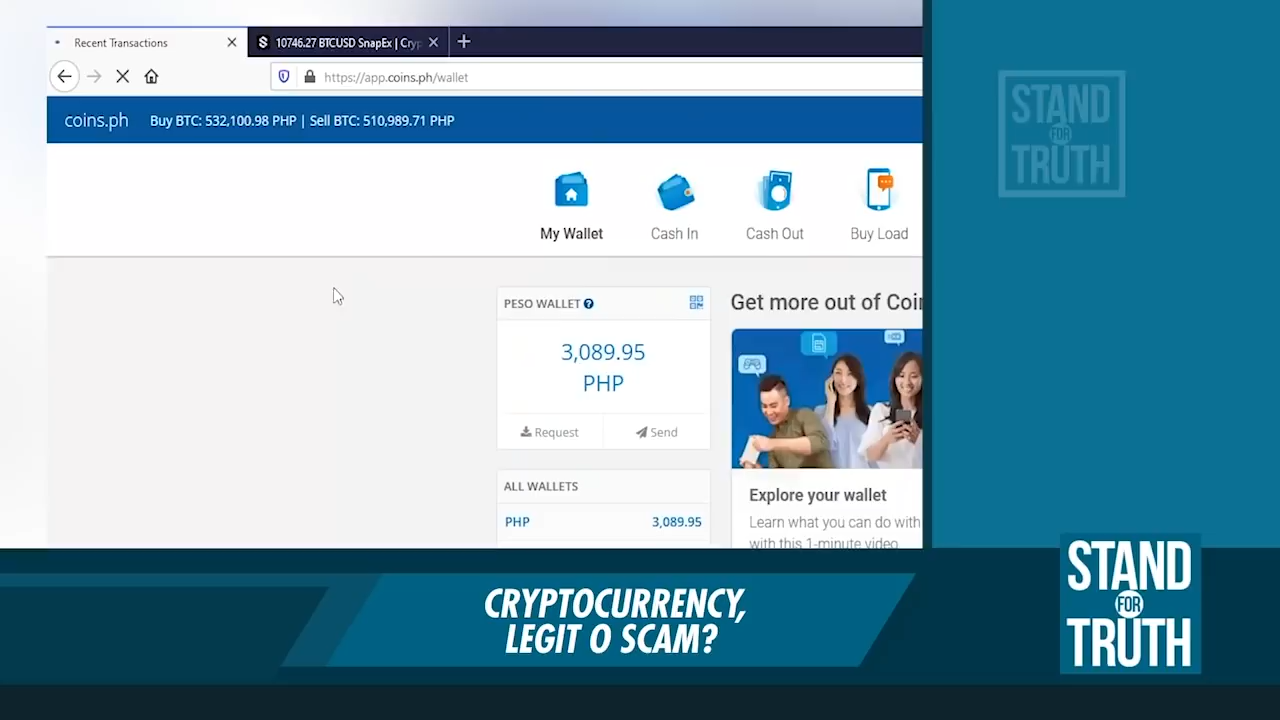 Recent Transactions
10746.27 BTCUSD SnapEx | Cryp
https://app.coins.ph/wallet
coins.ph
Buy BTC: 532,100.98 PHP | Sell BTC: 510,989.71 PHP
My Wallet
Cash In
Cash Out
Buy Load
PESO WALLET
3,089.95
PHP
Request
Send
ALL WALLETS
PHP
3,089.95
Get more out of Coi
Explore your wallet
Learn what you can do with
with this 1-minute video
STAND
FOR
TRUTH
CRYPTOCURRENCY,
LEGIT O SCAM?
STAND
FOR
TRUTH